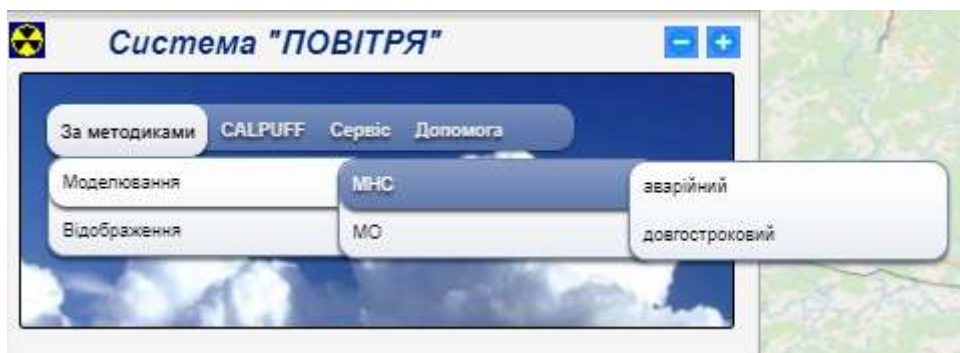 Система "ПОВІТРЯ"
За методиками CALPUFF Сервіс Допомога
Моделювання МНС аварійний
Відображення МО довгостроковий